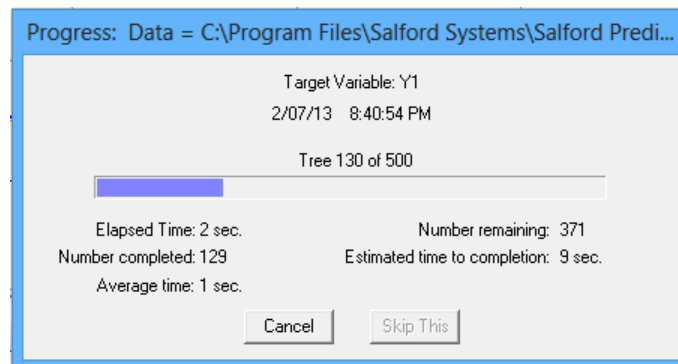 Progress: Data = C:\Program Files\Salford Systems\Salford Predi...
Target Variable: Y1
2/07/13 8:40:54 PM
Tree 130 of 500
Elapsed Time: 2 sec.
Number remaining: 371
Number completed: 129
Estimated time to completion: 9 sec.
Average time: 1 sec.
Cancel
Skip This